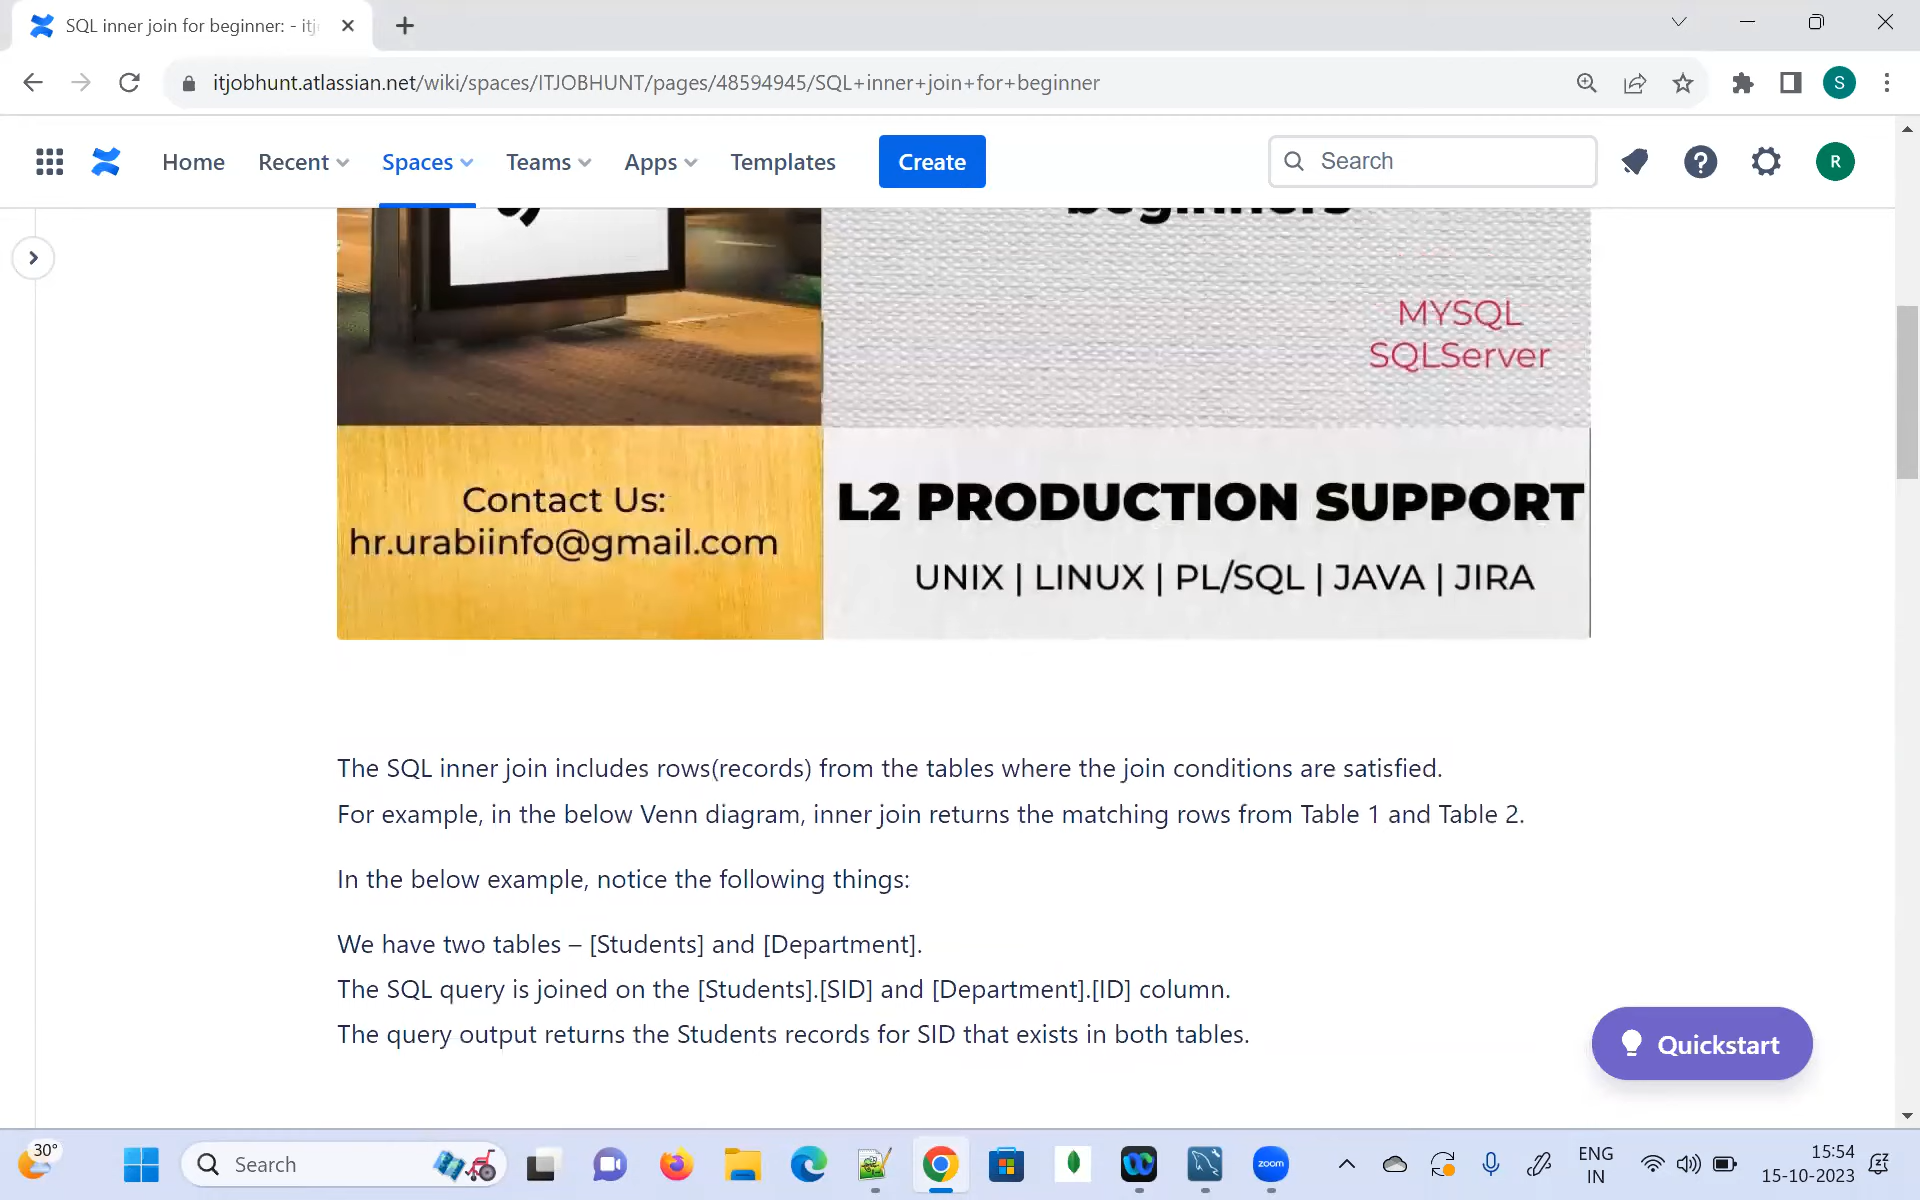 SQL inner join for beginner: - itj
itjobhunt.atlassian.net/wiki/spaces/ITJOBHUNT/pages/48594945/SQL+inner+join+for+beginner
S
Home Recent Spaces Teams Apps Templates Create Search R
beginners
MYSQL
SQLServer
Contact Us:
hr.urabiinfo@gmail.com
L2 PRODUCTION SUPPORT
UNIX | LINUX | PL/SQL | JAVA | JIRA
The SQL inner join includes rows(records) from the tables where the join conditions are satisfied.
For example, in the below Venn diagram, inner join returns the matching rows from Table 1 and Table 2.
In the below example, notice the following things:
We have two tables – [Students] and [Department].
The SQL query is joined on the [Students].[SID] and [Department].[ID] column.
The query output returns the Students records for SID that exists in both tables.
Quickstart
30°
Search
zoom
ENG
IN
15:54
15-10-2023